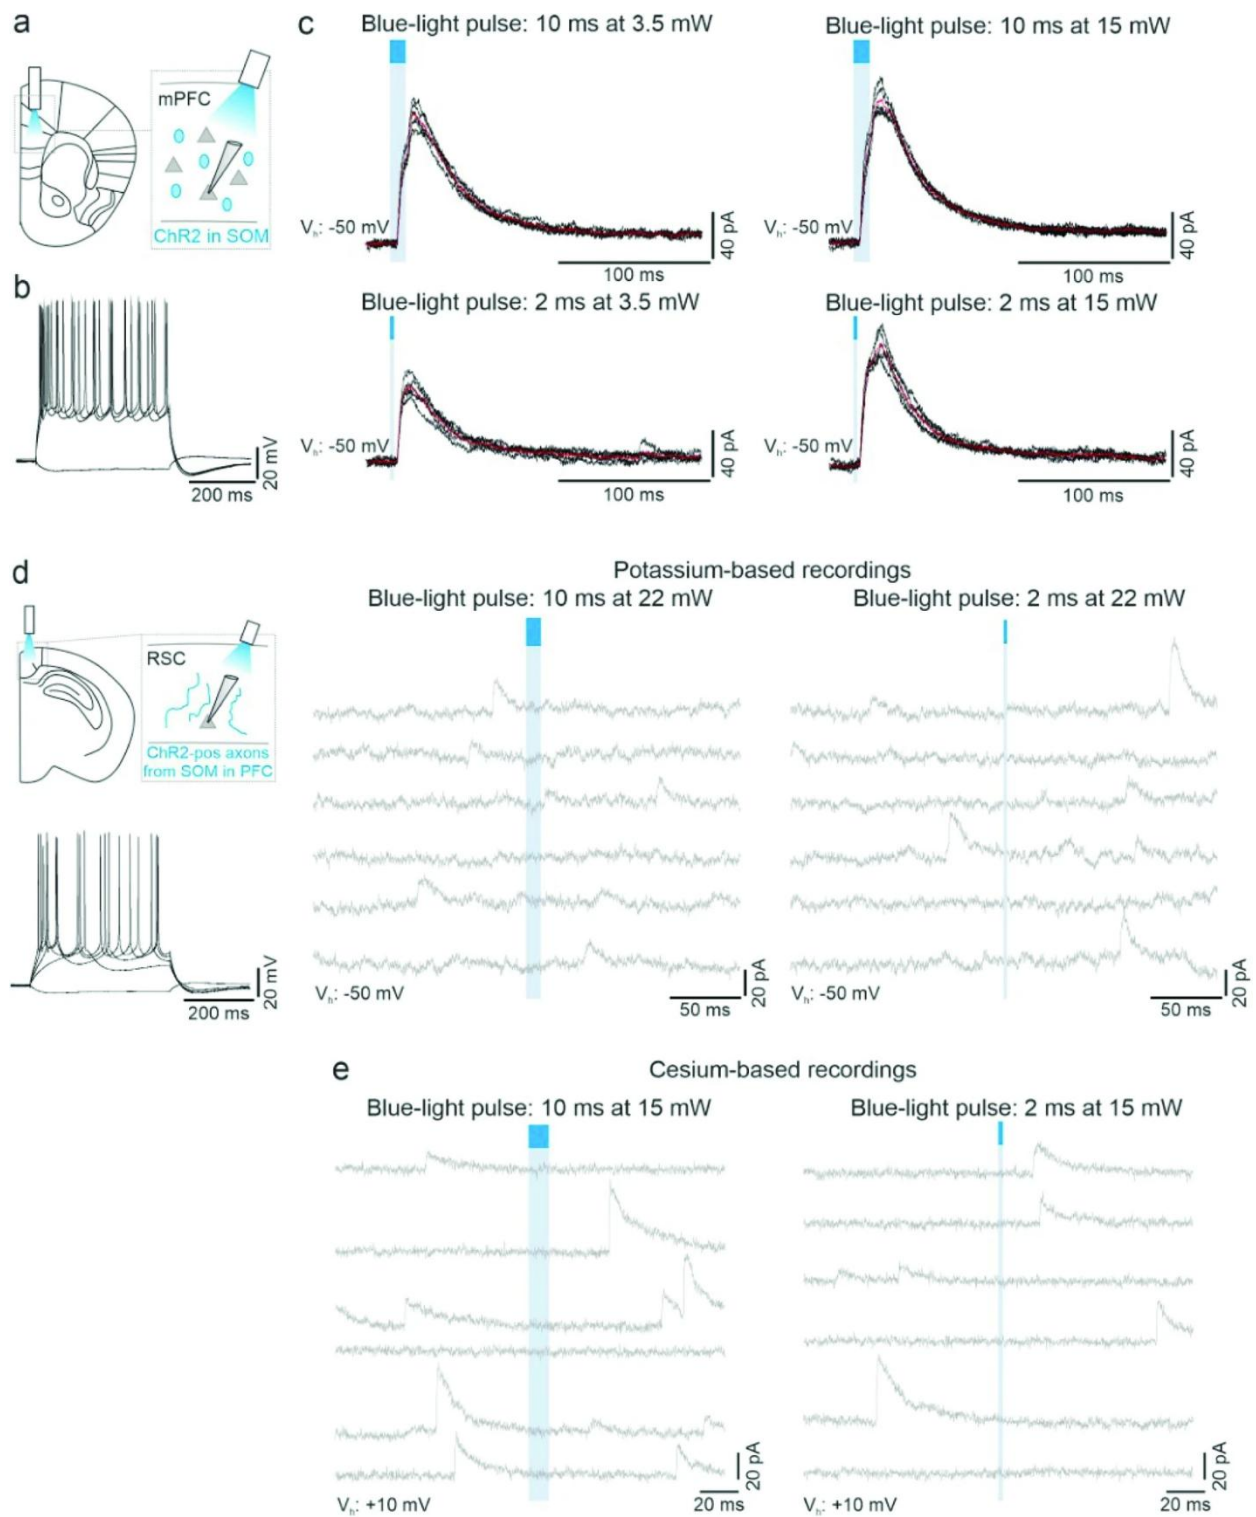 a
mPFC
ChR2 in SOM
b
20 mV
200 ms
c
Blue-light pulse: 10 ms at 3.5 mW
Vh: -50 mV
40 pA
100 ms
Blue-light pulse: 10 ms at 15 mW
Vh: -50 mV
40 pA
100 ms
Blue-light pulse: 2 ms at 3.5 mW
Vh: -50 mV
40 pA
100 ms
Blue-light pulse: 2 ms at 15 mW
Vh: -50 mV
40 pA
100 ms
d
RSC
ChR2-pos axons
from SOM in PFC
20 mV
200 ms
Potassium-based recordings
Blue-light pulse: 10 ms at 22 mW
Vh: -50 mV
20 pA
50 ms
Blue-light pulse: 2 ms at 22 mW
Vh: -50 mV
20 pA
50 ms
e
Cesium-based recordings
Blue-light pulse: 10 ms at 15 mW
Vh: +10 mV
20 pA
20 ms
Blue-light pulse: 2 ms at 15 mW
Vh: +10 mV
20 pA
20 ms